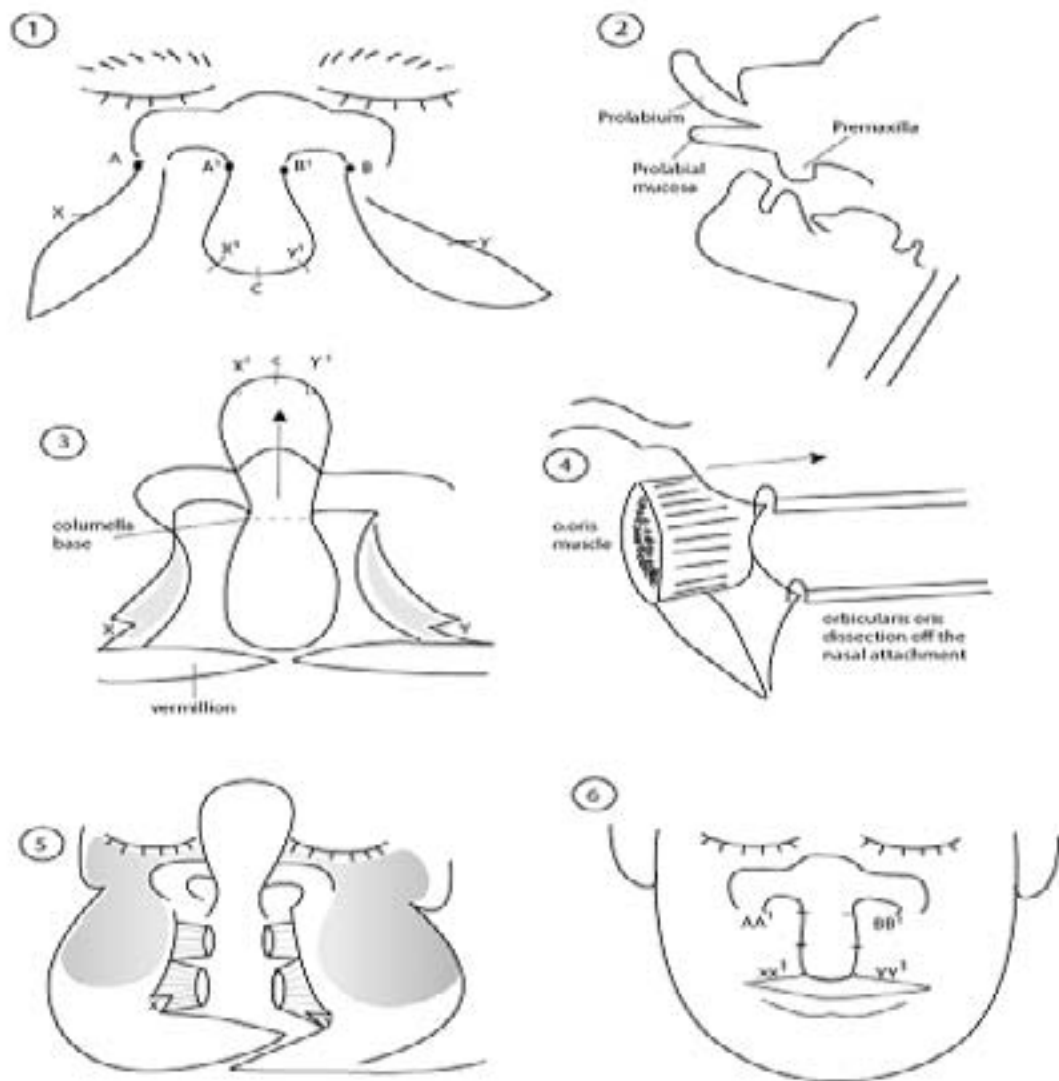 1
A
A¹
B¹
B
X
Y
X¹
Y¹
C
2
Prolabium
Premaxilla
Prolabial
mucosa
3
X¹
C
Y¹
columella
base
X
Y
vermillion
4
o.oris
muscle
orbicularis oris
dissection off the
nasal attachment
5
X
6
AA¹
BB¹
XX¹
YY¹